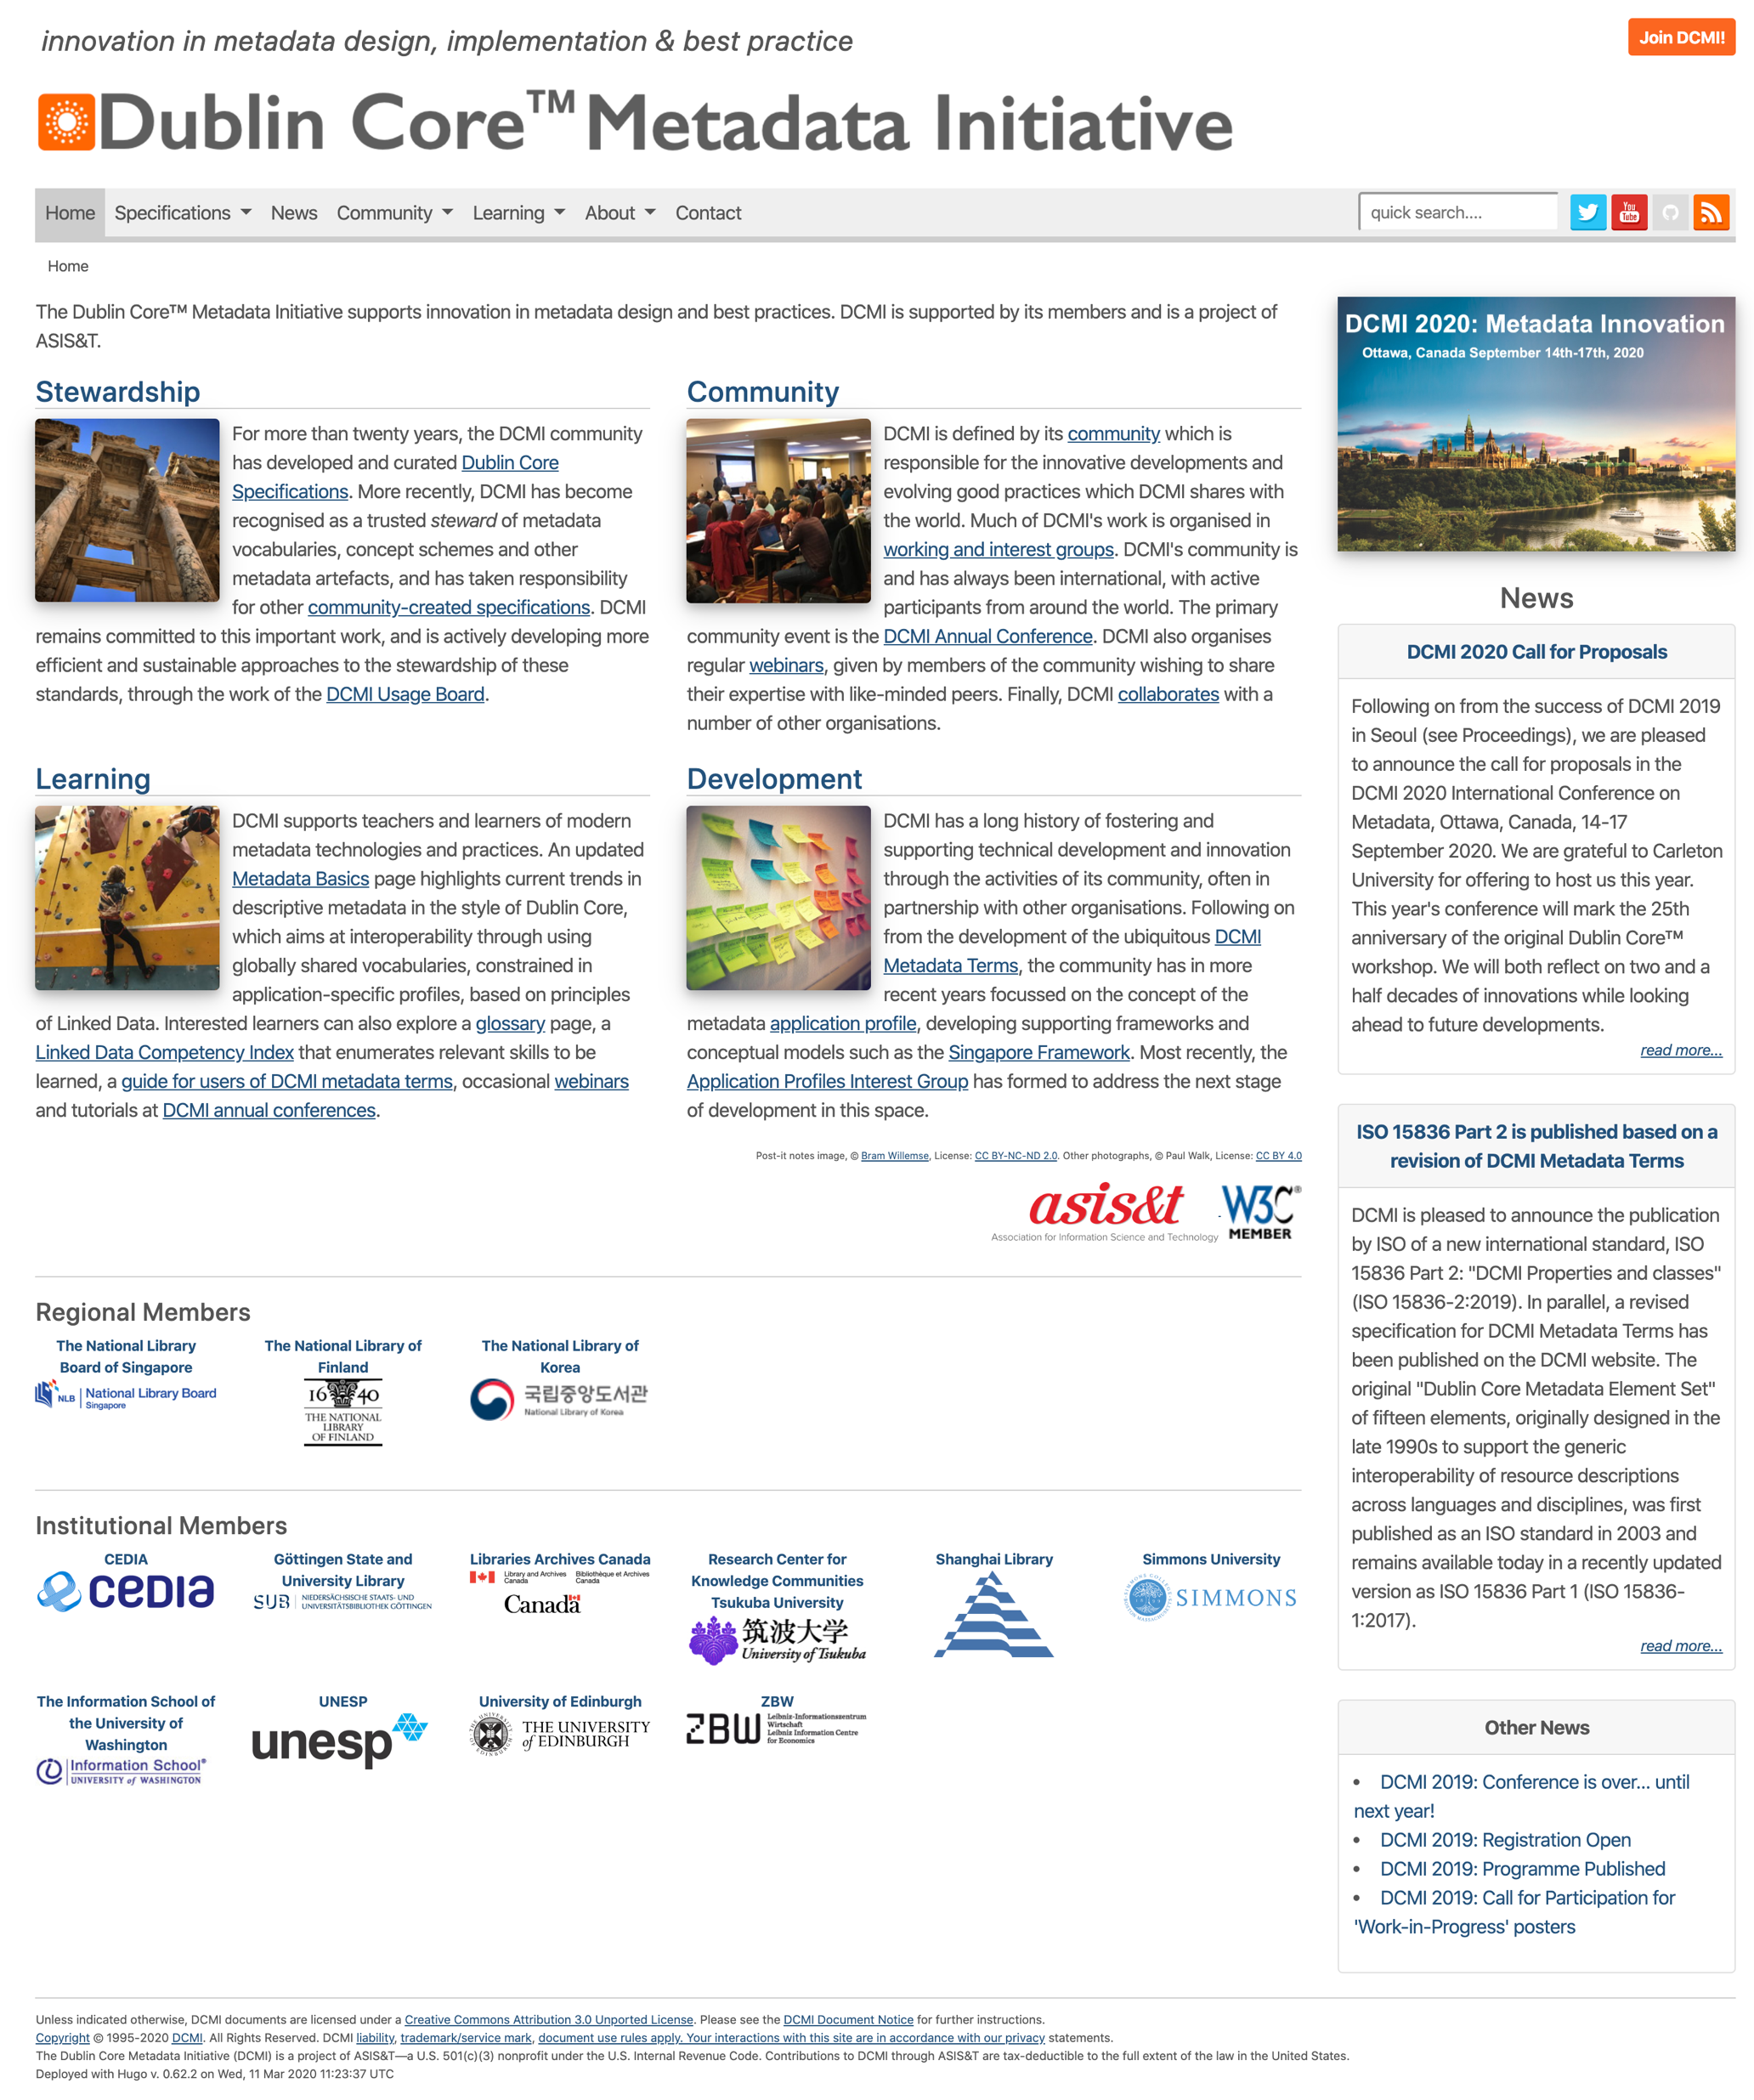 innovation in metadata design, implementation & best practice
Join DCMI!
Dublin Core™ Metadata Initiative
Home Specifications News Community Learning About Contact
quick search....
You Tube
Home
The Dublin Core™ Metadata Initiative supports innovation in metadata design and best practices. DCMI is supported by its members and is a project of
ASIS&T.
Stewardship
For more than twenty years, the DCMI community
has developed and curated Dublin Core
Specifications. More recently, DCMI has become
recognised as a trusted steward of metadata
vocabularies, concept schemes and other
metadata artefacts, and has taken responsibility
for other community-created specifications. DCMI
remains committed to this important work, and is actively developing more
efficient and sustainable approaches to the stewardship of these
standards, through the work of the DCMI Usage Board.
Community
DCMI is defined by its community which is
responsible for the innovative developments and
evolving good practices which DCMI shares with
the world. Much of DCMI's work is organised in
working and interest groups. DCMI's community is
and has always been international, with active
participants from around the world. The primary
community event is the DCMI Annual Conference. DCMI also organises
regular webinars, given by members of the community wishing to share
their expertise with like-minded peers. Finally, DCMI collaborates with a
number of other organisations.
Learning
DCMI supports teachers and learners of modern
metadata technologies and practices. An updated
Metadata Basics page highlights current trends in
descriptive metadata in the style of Dublin Core,
which aims at interoperability through using
globally shared vocabularies, constrained in
application-specific profiles, based on principles
of Linked Data. Interested learners can also explore a glossary page, a
Linked Data Competency Index that enumerates relevant skills to be
learned, a guide for users of DCMI metadata terms, occasional webinars
and tutorials at DCMI annual conferences.
Development
DCMI has a long history of fostering and
supporting technical development and innovation
through the activities of its community, often in
partnership with other organisations. Following on
from the development of the ubiquitous DCMI
Metadata Terms, the community has in more
recent years focussed on the concept of the
metadata application profile, developing supporting frameworks and
conceptual models such as the Singapore Framework. Most recently, the
Application Profiles Interest Group has formed to address the next stage
of development in this space.
Post-it notes image, © Bram Willemse, License: CC BY-NC-ND 2.0. Other photographs, © Paul Walk, License: CC BY 4.0
asis&t
Association for Information Science and Technology
W3C®
MEMBER
Regional Members
The National Library
Board of Singapore
NLB National Library Board
Singapore
The National Library of
Finland
16 40
THE NATIONAL
LIBRARY
OF FINLAND
The National Library of
Korea
국립중앙도서관
National Library of Korea
Institutional Members
CEDIA
cedia
Göttingen State and
University Library
SUB NIEDERSÄCHSISCHE STAATS- UND
UNIVERSITÄTSBIBLIOTHEK GÖTTINGEN
Libraries Archives Canada
Library and Archives Bibliothèque et Archives
Canada Canada
Canada
Research Center for
Knowledge Communities
Tsukuba University
筑波大学
University of Tsukuba
Shanghai Library
Simmons University
SIMMONS
The Information School of
the University of
Washington
Information School®
UNIVERSITY of WASHINGTON
UNESP
unesp
University of Edinburgh
THE UNIVERSITY
of EDINBURGH
ZBW
ZBW
Leibniz-Informationszentrum
Wirtschaft
Leibniz Information Centre
for Economics
DCMI 2020: Metadata Innovation
Ottawa, Canada September 14th-17th, 2020
News
DCMI 2020 Call for Proposals
Following on from the success of DCMI 2019
in Seoul (see Proceedings), we are pleased
to announce the call for proposals in the
DCMI 2020 International Conference on
Metadata, Ottawa, Canada, 14-17
September 2020. We are grateful to Carleton
University for offering to host us this year.
This year's conference will mark the 25th
anniversary of the original Dublin Core™
workshop. We will both reflect on two and a
half decades of innovations while looking
ahead to future developments.
read more...
ISO 15836 Part 2 is published based on a
revision of DCMI Metadata Terms
DCMI is pleased to announce the publication
by ISO of a new international standard, ISO
15836 Part 2: "DCMI Properties and classes"
(ISO 15836-2:2019). In parallel, a revised
specification for DCMI Metadata Terms has
been published on the DCMI website. The
original "Dublin Core Metadata Element Set"
of fifteen elements, originally designed in the
late 1990s to support the generic
interoperability of resource descriptions
across languages and disciplines, was first
published as an ISO standard in 2003 and
remains available today in a recently updated
version as ISO 15836 Part 1 (ISO 15836-
1:2017).
read more...
Other News
DCMI 2019: Conference is over... until
next year!
DCMI 2019: Registration Open
DCMI 2019: Programme Published
DCMI 2019: Call for Participation for
'Work-in-Progress' posters
Unless indicated otherwise, DCMI documents are licensed under a Creative Commons Attribution 3.0 Unported License. Please see the DCMI Document Notice for further instructions.
Copyright © 1995-2020 DCMI. All Rights Reserved. DCMI liability, trademark/service mark, document use rules apply. Your interactions with this site are in accordance with our privacy statements.
The Dublin Core Metadata Initiative (DCMI) is a project of ASIS&T—a U.S. 501(c)(3) nonprofit under the U.S. Internal Revenue Code. Contributions to DCMI through ASIS&T are tax-deductible to the full extent of the law in the United States.
Deployed with Hugo v. 0.62.2 on Wed, 11 Mar 2020 11:23:37 UTC